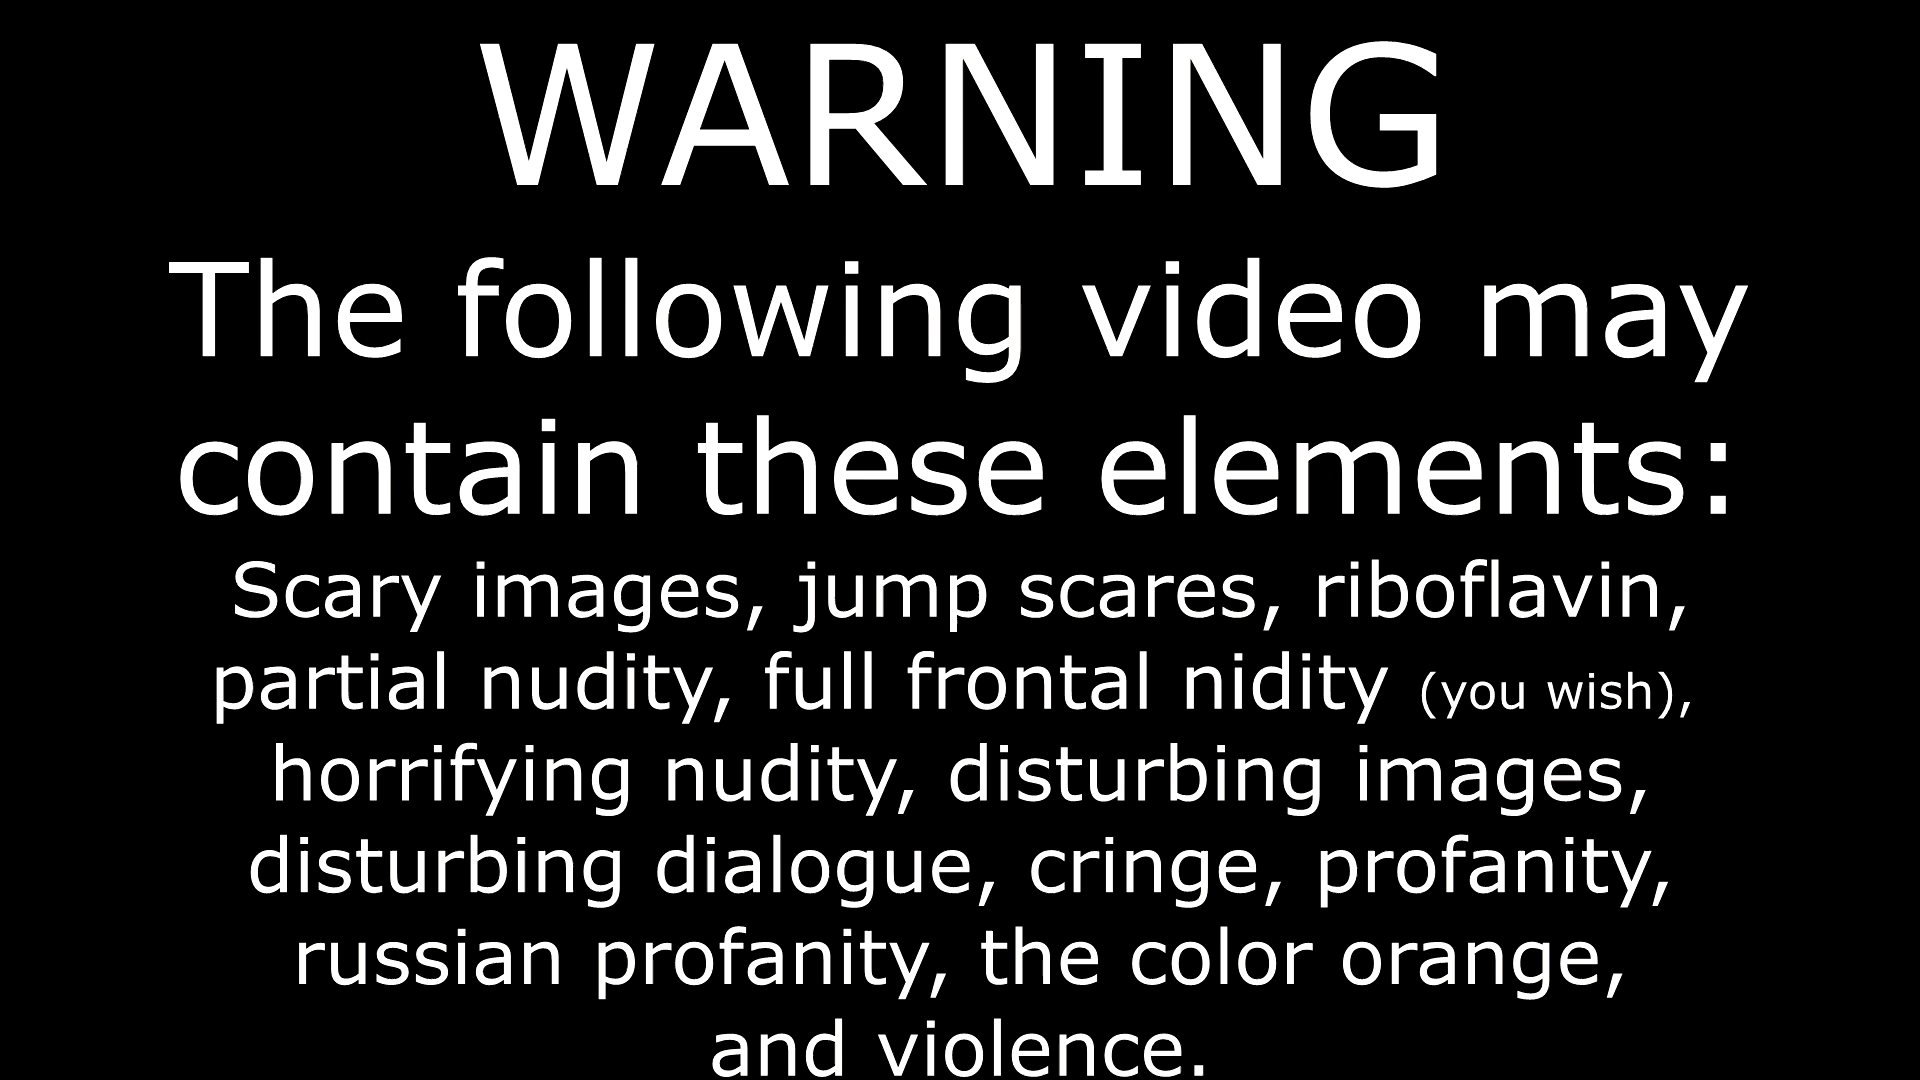 WARNING
The following video may
contain these elements:
Scary images, jump scares, riboflavin,
partial nudity, full frontal nidity (you wish),
horrifying nudity, disturbing images,
disturbing dialogue, cringe, profanity,
russian profanity, the color orange,
and violence.